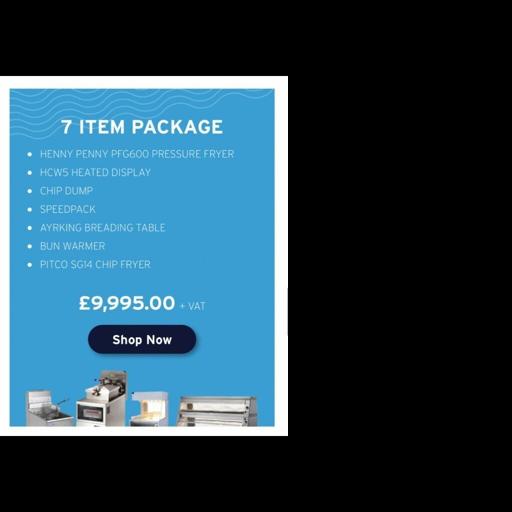 7 ITEM PACKAGE
HENNY PENNY PFG600 PRESSURE FRYER
HCW5 HEATED DISPLAY
CHIP DUMP
SPEEDPACK
AYRKING BREADING TABLE
BUN WARMER
PITCO SG14 CHIP FRYER
£9,995.00 + VAT
Shop Now